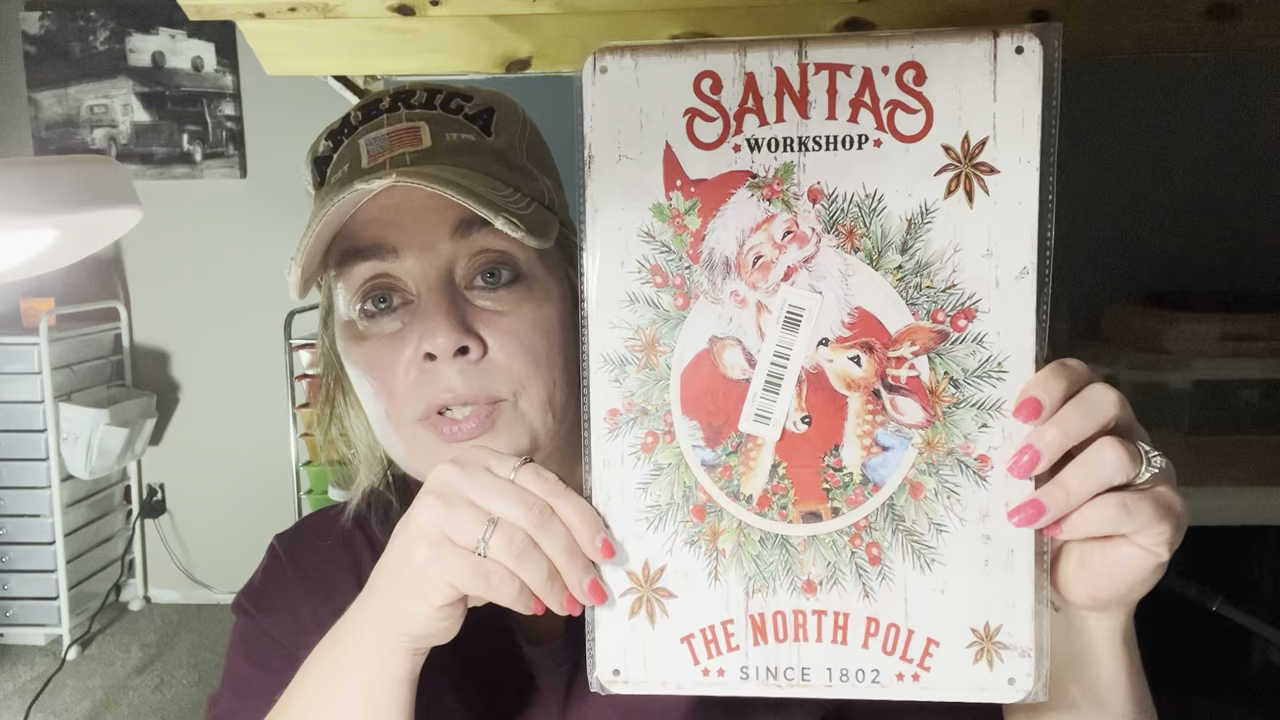 AMERICA
SANTA'S
WORKSHOP
THE NORTH POLE
SINCE 1802